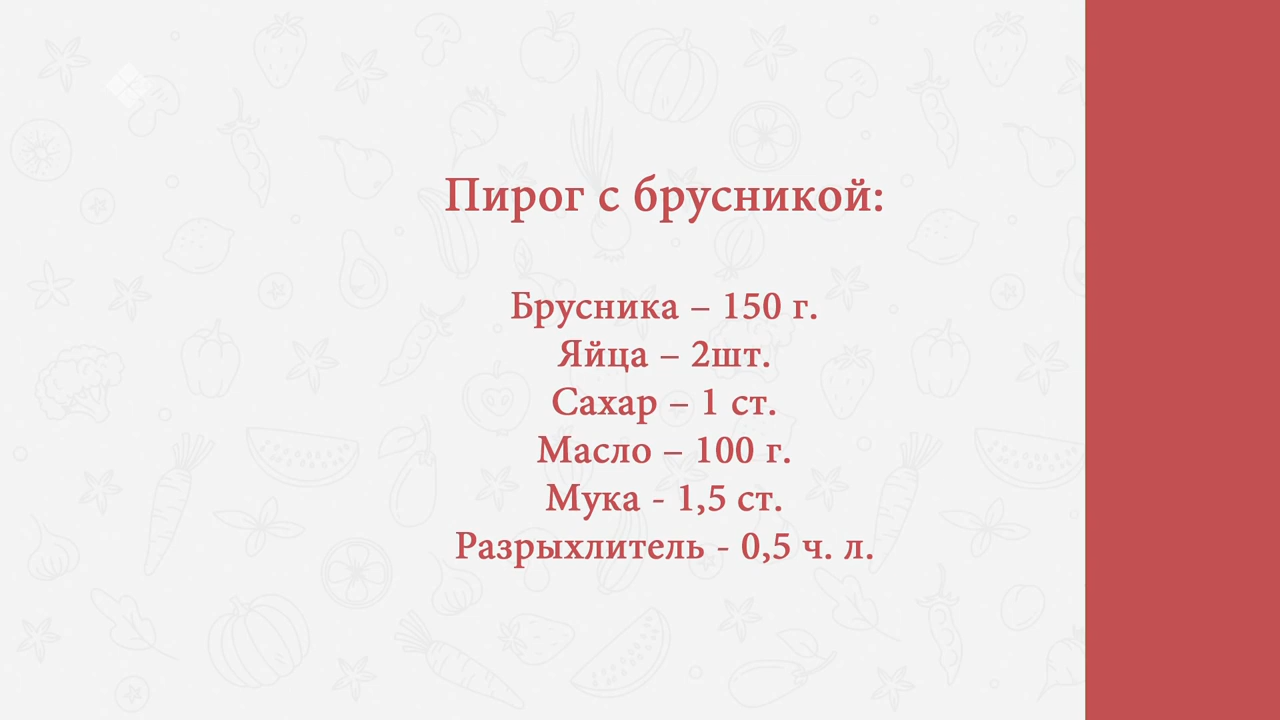 Пирог с брусникой:
Брусника – 150 г.
Яйца – 2шт.
Сахар – 1 ст.
Масло – 100 г.
Мука - 1,5 ст.
Разрыхлитель - 0,5 ч. л.